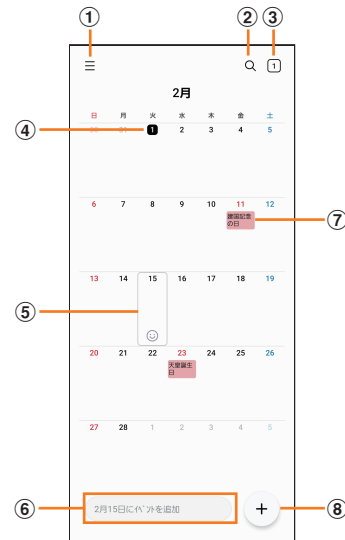 ① ② ③
1
2月
日 月 火 水 木 金 土
④ 30 31 1 2 3 4 5
6 7 8 9 10 11 12
建国記念
の日
⑦
13 14 15 16 17 18 19
⑤
20 21 22 23 24 25 26
天皇誕生
日
27 28 1 2 3 4 5
⑥ 2月15日にイベントを追加 + ⑧